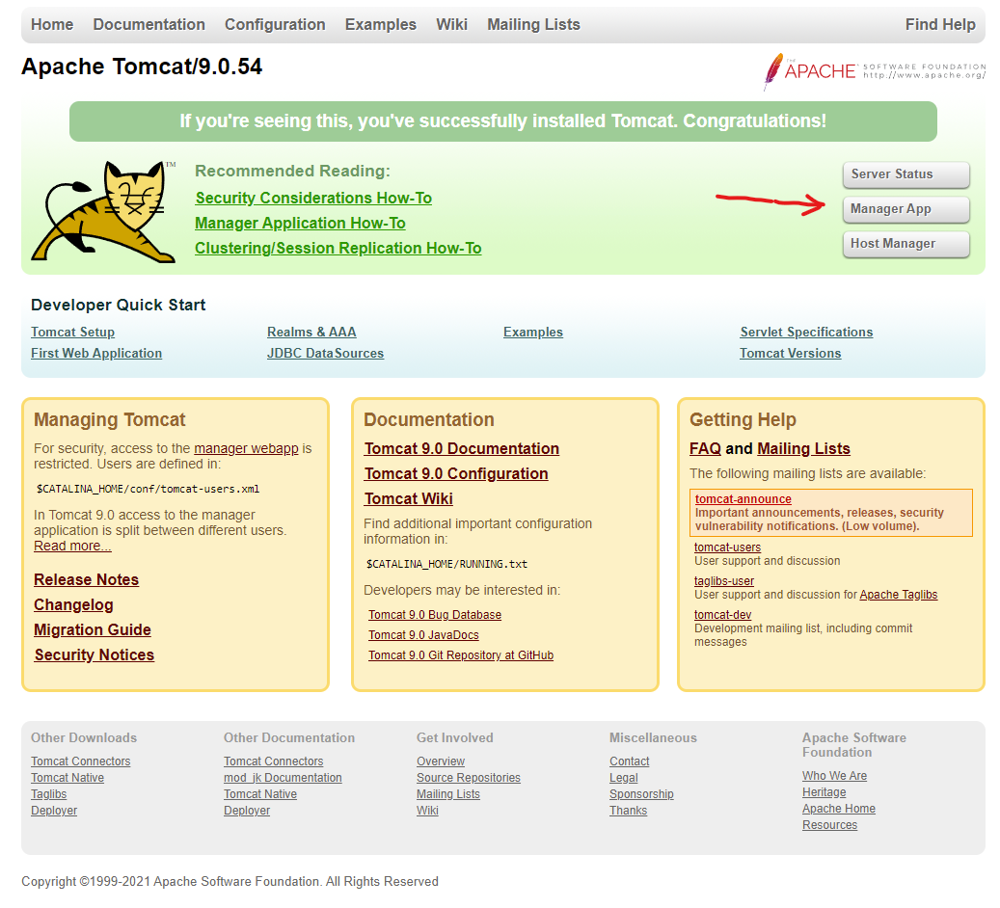 Home Documentation Configuration Examples Wiki Mailing Lists Find Help
Apache Tomcat/9.0.54
THE APACHE® SOFTWARE FOUNDATION
http://www.apache.org/
If you're seeing this, you've successfully installed Tomcat. Congratulations!
TM
Recommended Reading:
Security Considerations How-To
Manager Application How-To
Clustering/Session Replication How-To
Server Status
Manager App
Host Manager
Developer Quick Start
Tomcat Setup
First Web Application
Realms & AAA
JDBC DataSources
Examples
Servlet Specifications
Tomcat Versions
Managing Tomcat
For security, access to the manager webapp is
restricted. Users are defined in:
$CATALINA_HOME/conf/tomcat-users.xml
In Tomcat 9.0 access to the manager
application is split between different users.
Read more...
Release Notes
Changelog
Migration Guide
Security Notices
Documentation
Tomcat 9.0 Documentation
Tomcat 9.0 Configuration
Tomcat Wiki
Find additional important configuration
information in:
$CATALINA_HOME/RUNNING.txt
Developers may be interested in:
Tomcat 9.0 Bug Database
Tomcat 9.0 JavaDocs
Tomcat 9.0 Git Repository at GitHub
Getting Help
FAQ and Mailing Lists
The following mailing lists are available:
tomcat-announce
Important announcements, releases, security
vulnerability notifications. (Low volume).
tomcat-users
User support and discussion
taglibs-user
User support and discussion for Apache Taglibs
tomcat-dev
Development mailing list, including commit
messages
Other Downloads
Tomcat Connectors
Tomcat Native
Taglibs
Deployer
Other Documentation
Tomcat Connectors
mod_jk Documentation
Tomcat Native
Deployer
Get Involved
Overview
Source Repositories
Mailing Lists
Wiki
Miscellaneous
Contact
Legal
Sponsorship
Thanks
Apache Software
Foundation
Who We Are
Heritage
Apache Home
Resources
Copyright ©1999-2021 Apache Software Foundation. All Rights Reserved